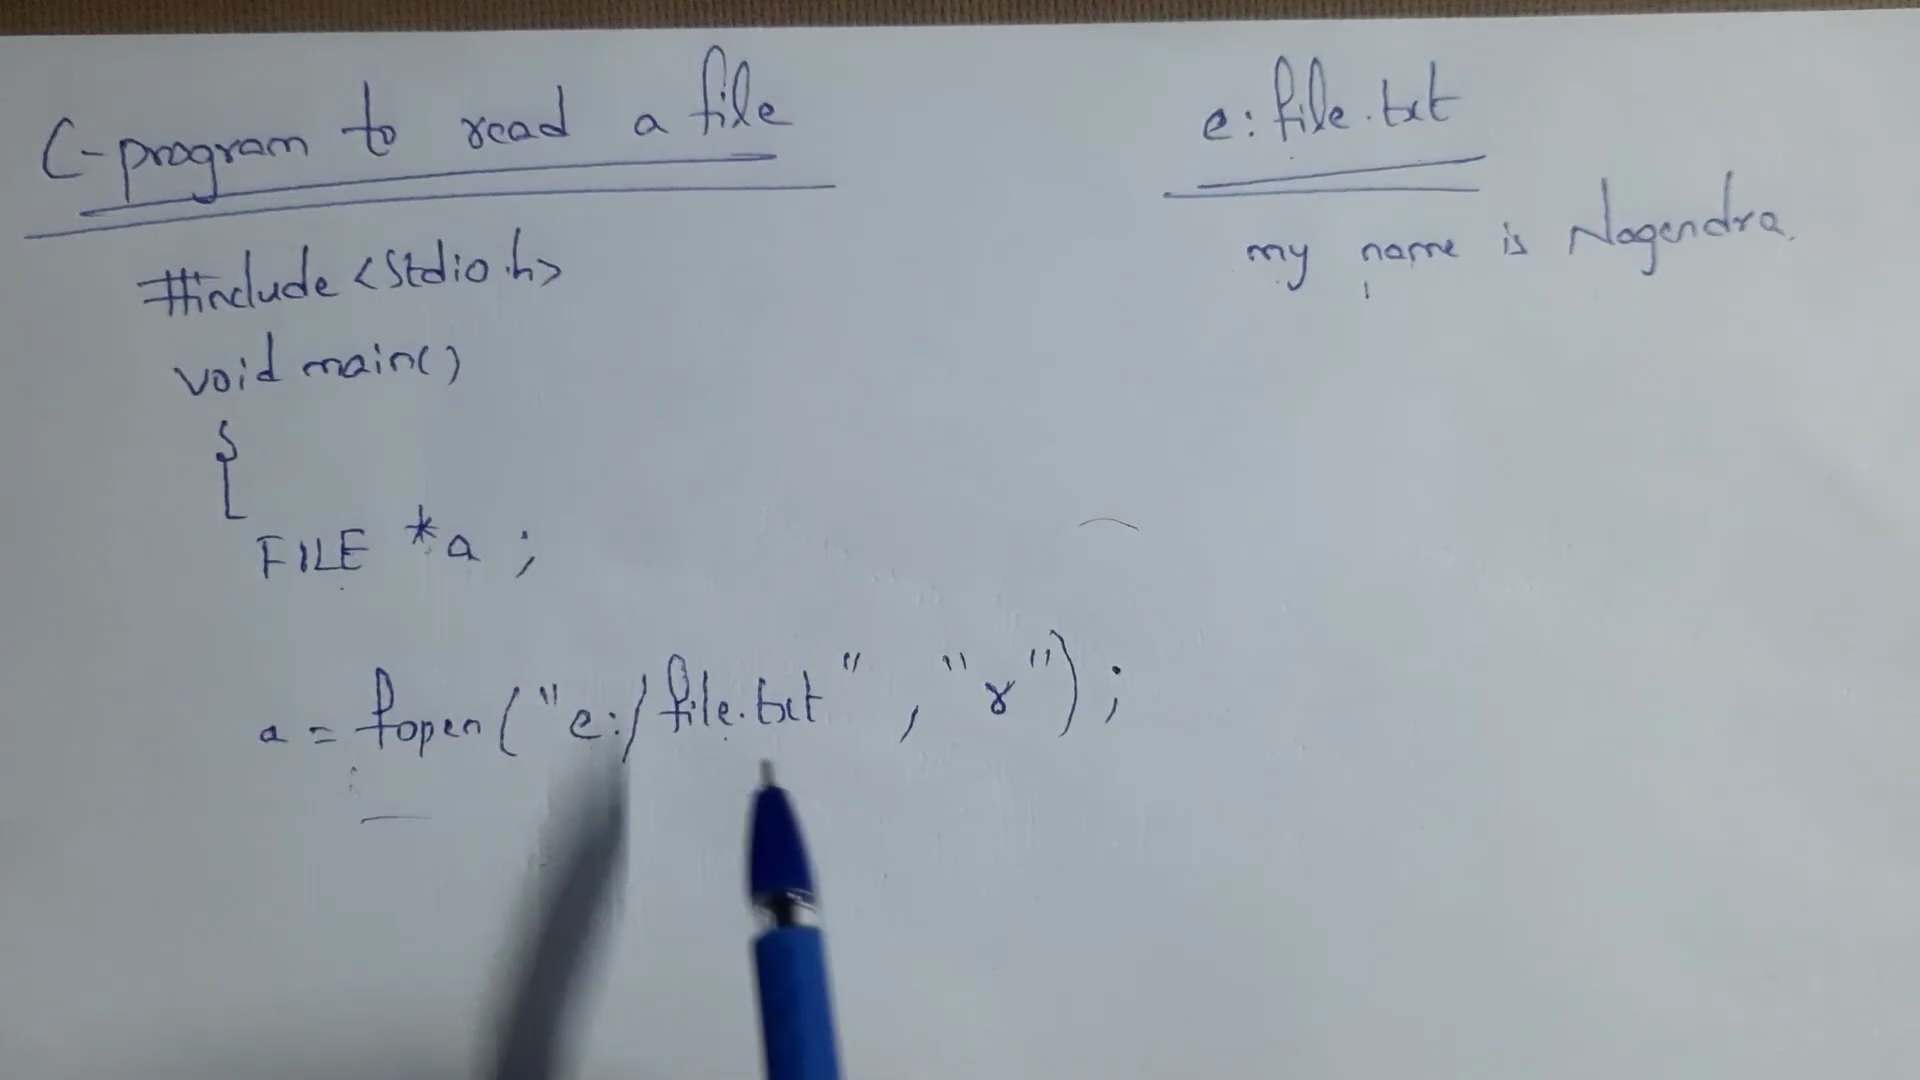 C-program to read a file
#include <stdio.h>
void main()
{
FILE *a ;
a = fopen("e:/file.txt" , "r");
e: file.txt
my name is Nagendra.